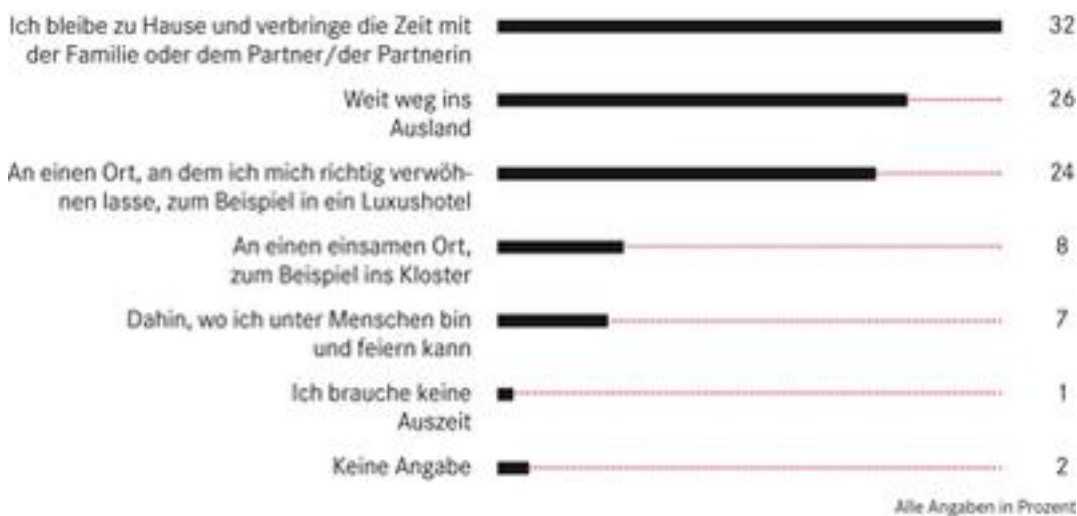 Ich bleibe zu Hause und verbringe die Zeit mit
der Familie oder dem Partner/der Partnerin
32
Weit weg ins
Ausland
26
An einen Ort, an dem ich mich richtig verwöh-
nen lasse, zum Beispiel in ein Luxushotel
24
An einen einsamen Ort,
zum Beispiel ins Kloster
8
Dahin, wo ich unter Menschen bin
und feiern kann
7
Ich brauche keine
Auszeit
1
Keine Angabe
2
Alle Angaben in Prozent